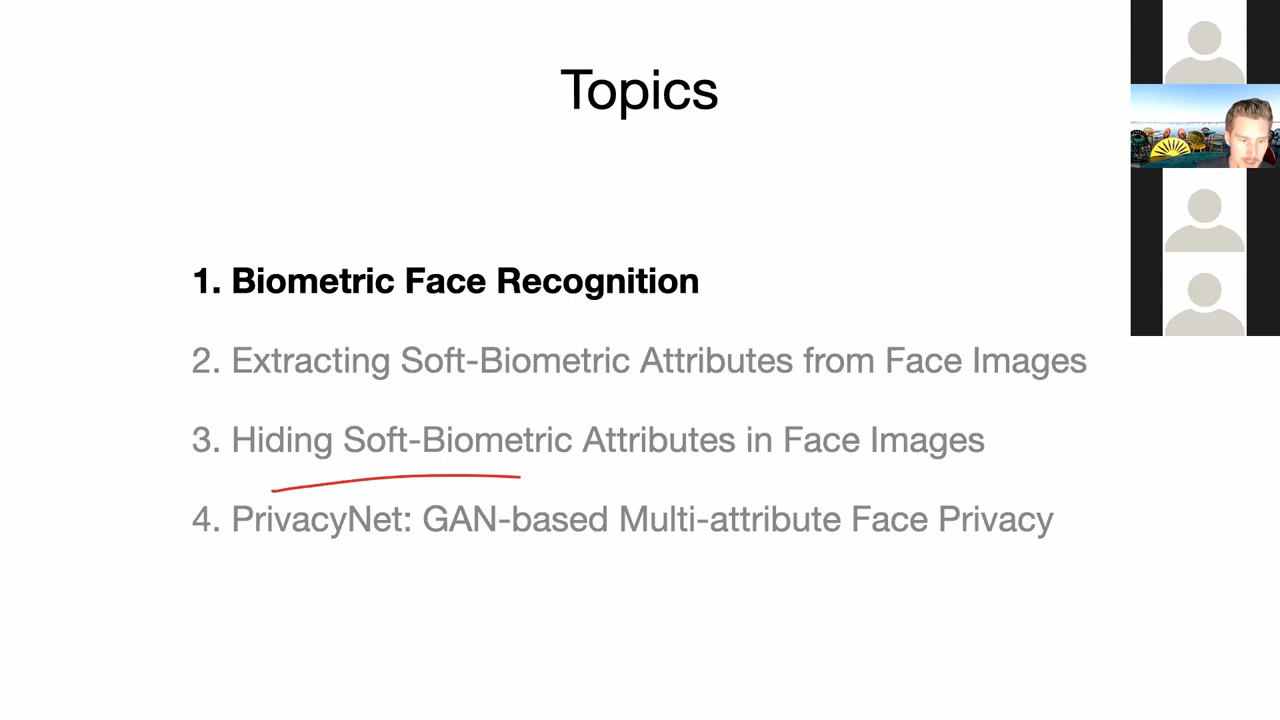 Topics
1. Biometric Face Recognition
2. Extracting Soft-Biometric Attributes from Face Images
3. Hiding Soft-Biometric Attributes in Face Images
4. PrivacyNet: GAN-based Multi-attribute Face Privacy